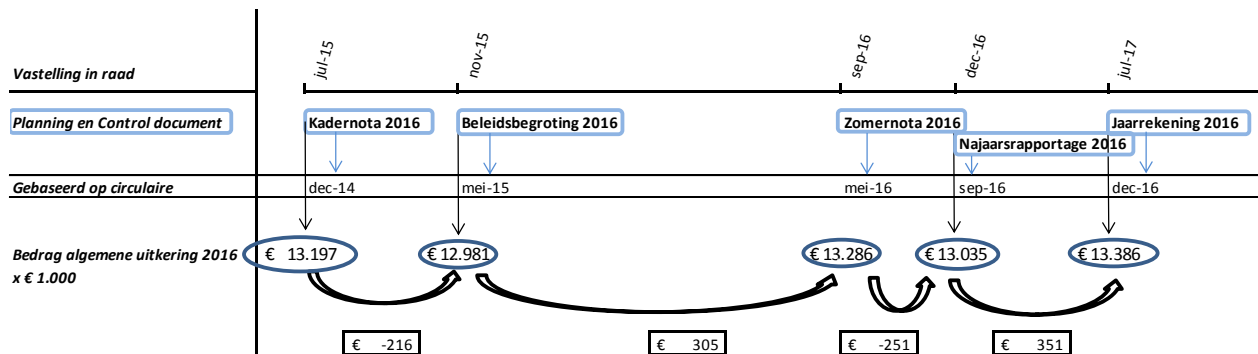 jul-15 nov-15 sep-16 dec-16 jul-17
Vastelling in raad
Planning en Control document Kadernota 2016 Beleidsbegroting 2016 Zomernota 2016 Jaarrekening 2016
Najaarsrapportage 2016
Gebaseerd op circulaire dec-14 mei-15 mei-16 sep-16 dec-16
Bedrag algemene uitkering 2016 € 13.197 € 12.981 € 13.286 € 13.035 € 13.386
x € 1.000
€ -216 € 305 € -251 € 351